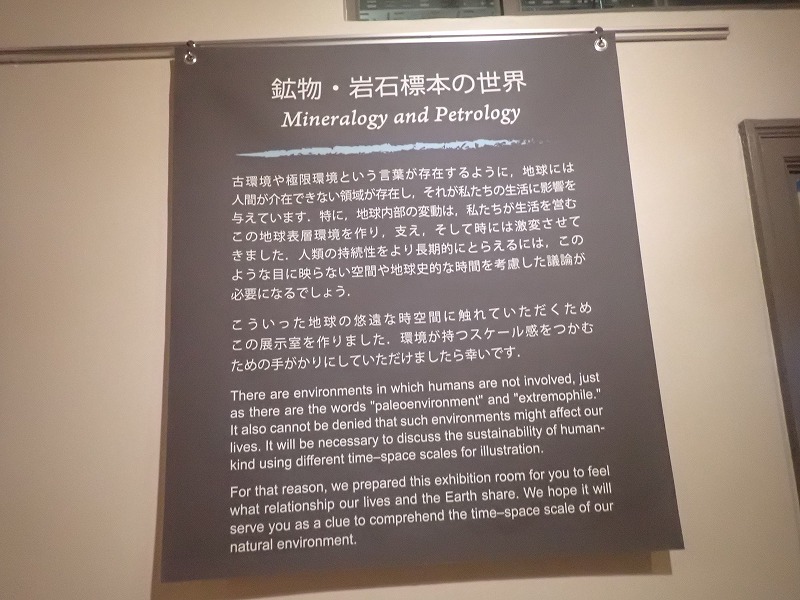 鉱物・岩石標本の世界
Mineralogy and Petrology
古環境や極限環境という言葉が存在するように，地球には
人間が介在できない領域が存在し，それが私たちの生活に影響を
与えています．特に，地球内部の変動は，私たちが生活を営む
この地球表層環境を作り，支え，そして時には激変させて
きました．人類の持続性をより長期的にとらえるには，この
ような目に映らない空間や地球史的な時間を考慮した議論が
必要になるでしょう．
こういった地球の悠遠な時空間に触れていただくため
この展示室を作りました．環境が持つスケール感をつかむ
ための手がかりにしていただけましたら幸いです．
There are environments in which humans are not involved, just
as there are the words "paleoenvironment" and "extremophile."
It also cannot be denied that such environments might affect our
lives. It will be necessary to discuss the sustainability of human-
kind using different time–space scales for illustration.
For that reason, we prepared this exhibition room for you to feel
what relationship our lives and the Earth share. We hope it will
serve you as a clue to comprehend the time–space scale of our
natural environment.